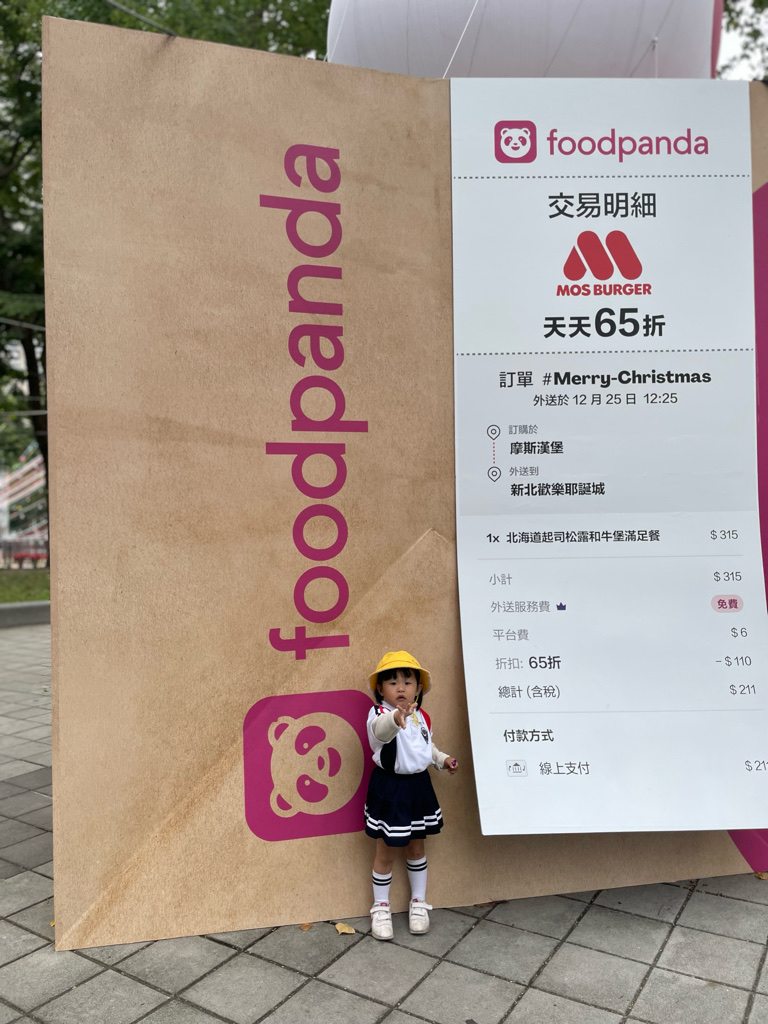 foodpanda
foodpanda
交易明細
MOS BURGER
天天65折
訂單 #Merry-Christmas
外送於 12 月 25 日 12:25
訂購於
摩斯漢堡
外送到
新北歡樂耶誕城
1x 北海道起司松露和牛堡滿足餐 $ 315
小計 $ 315
外送服務費 免費
平台費 $ 6
折扣: 65折 - $ 110
總計 (含稅) $ 211
付款方式
線上支付 $ 211